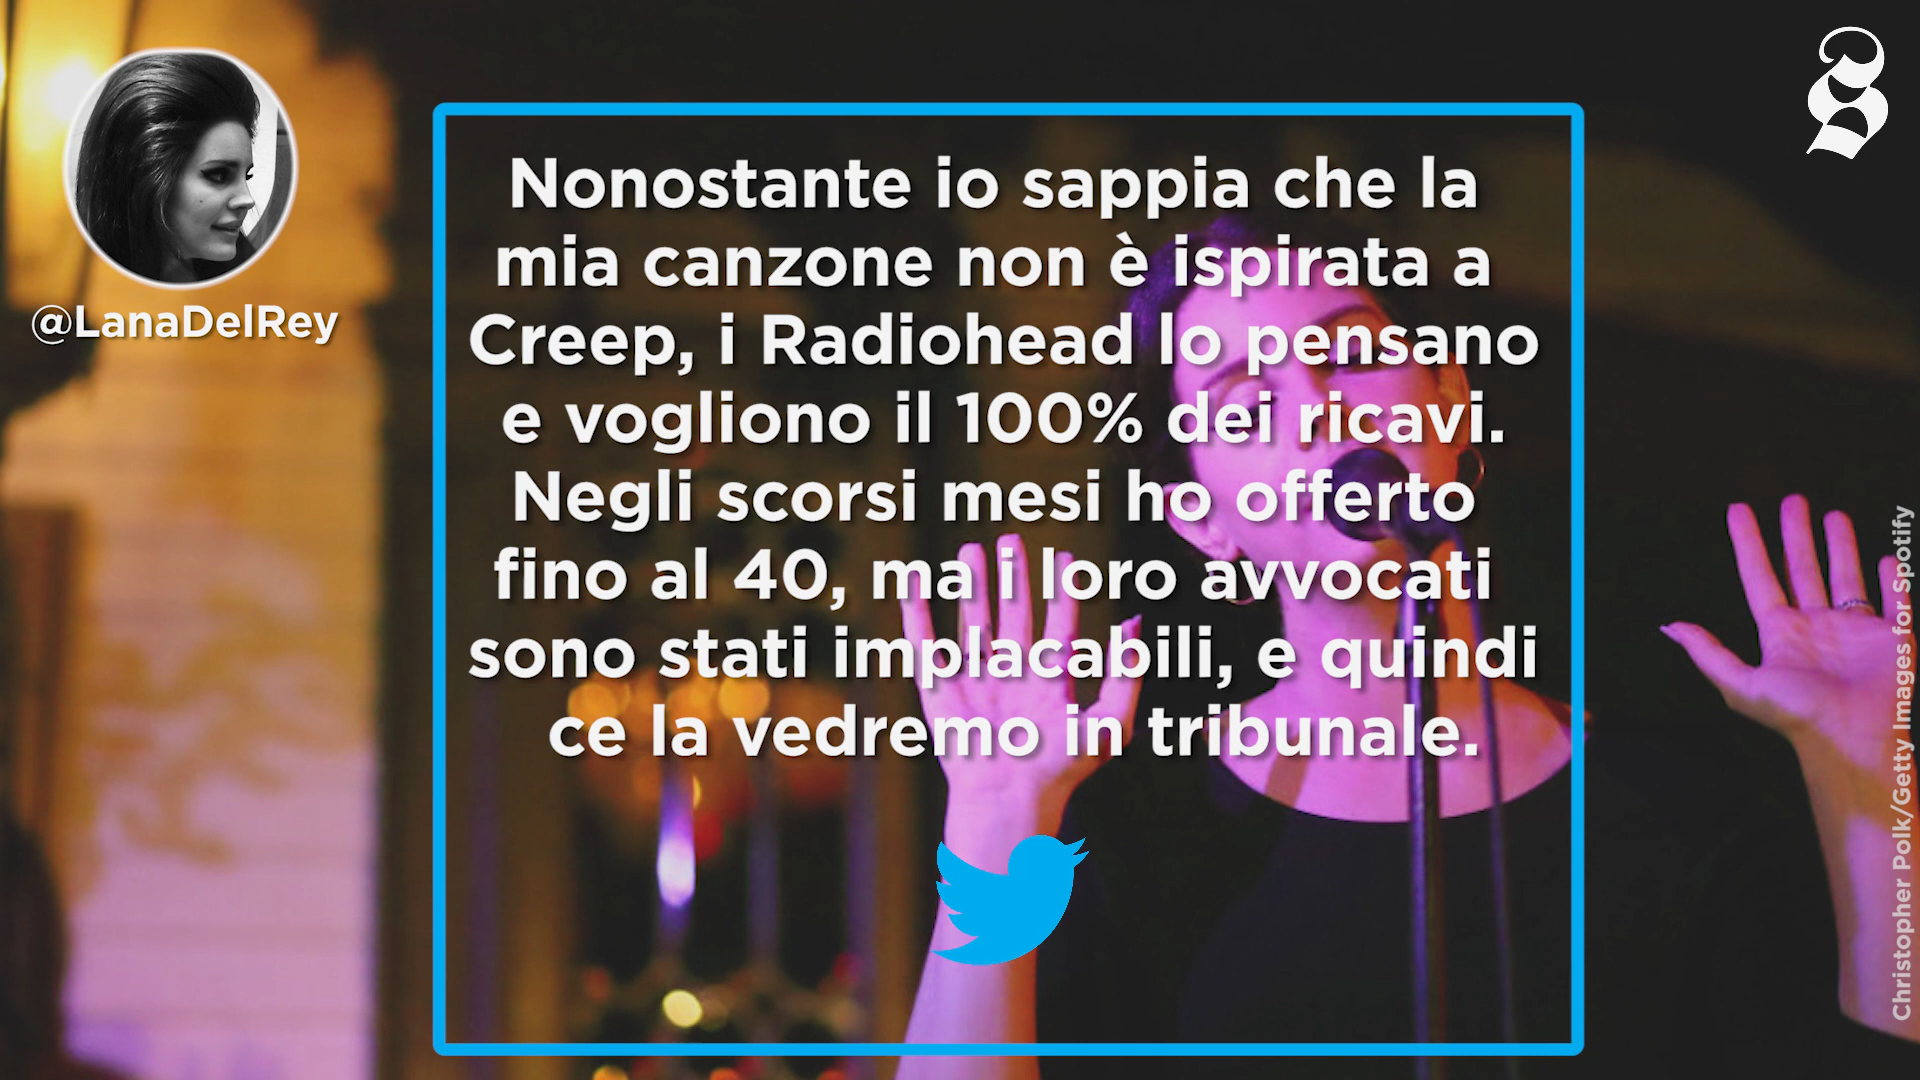 @LanaDelRey
Nonostante io sappia che la
mia canzone non è ispirata a
Creep, i Radiohead lo pensano
e vogliono il 100% dei ricavi.
Negli scorsi mesi ho offerto
fino al 40, ma i loro avvocati
sono stati implacabili, e quindi
ce la vedremo in tribunale.
Christopher Polk/Getty Images for Spotify